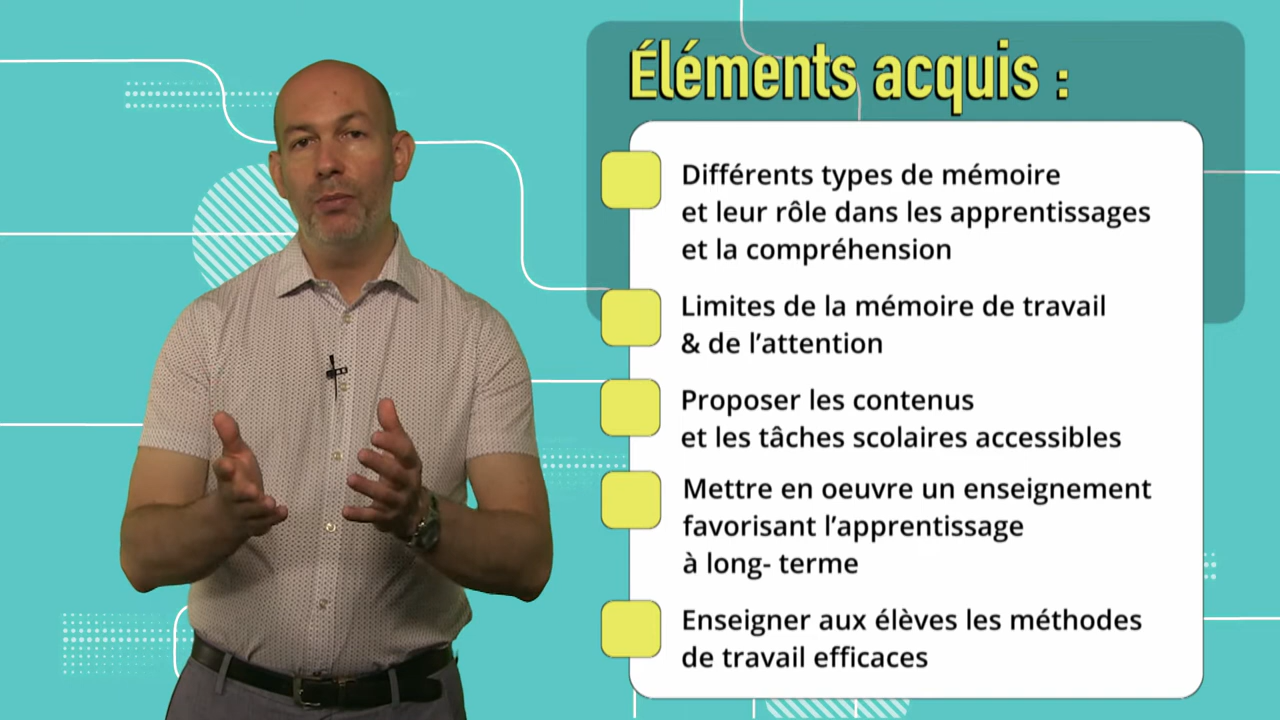 Éléments acquis :
Différents types de mémoire
et leur rôle dans les apprentissages
et la compréhension
Limites de la mémoire de travail
& de l’attention
Proposer les contenus
et les tâches scolaires accessibles
Mettre en oeuvre un enseignement
favorisant l’apprentissage
à long- terme
Enseigner aux élèves les méthodes
de travail efficaces